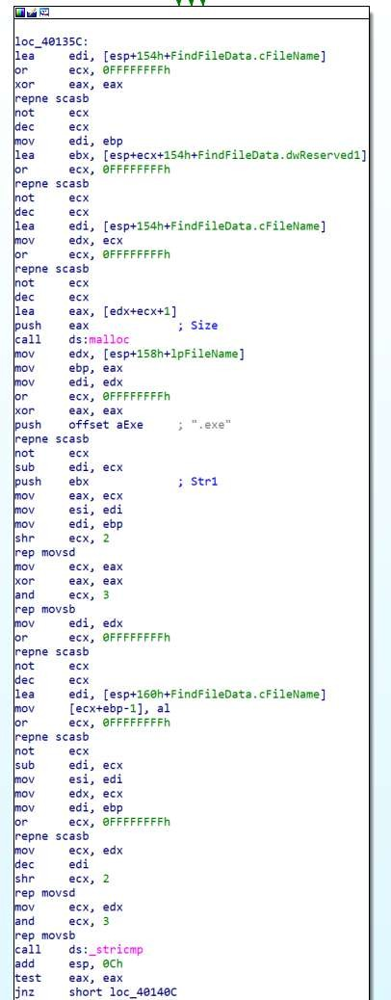 loc_40135C:
lea     edi, [esp+154h+FindFileData.cFileName]
or      ecx, 0FFFFFFFFh
xor     eax, eax
repne scasb
not     ecx
dec     ecx
mov     edi, ebp
lea     ebx, [esp+ecx+154h+FindFileData.dwReserved1]
or      ecx, 0FFFFFFFFh
repne scasb
not     ecx
dec     ecx
lea     edi, [esp+154h+FindFileData.cFileName]
mov     edx, ecx
or      ecx, 0FFFFFFFFh
repne scasb
not     ecx
dec     ecx
lea     eax, [edx+ecx+1]
push    eax             ; Size
call    ds:malloc
mov     edx, [esp+158h+lpFileName]
mov     ebp, eax
mov     edi, edx
or      ecx, 0FFFFFFFFh
xor     eax, eax
push    offset aExe     ; ".exe"
repne scasb
not     ecx
sub     edi, ecx
push    ebx             ; Str1
mov     eax, ecx
mov     esi, edi
mov     edi, ebp
shr     ecx, 2
rep movsd
mov     ecx, eax
xor     eax, eax
and     ecx, 3
rep movsb
mov     edi, edx
or      ecx, 0FFFFFFFFh
repne scasb
not     ecx
dec     ecx
lea     edi, [esp+160h+FindFileData.cFileName]
mov     [ecx+ebp-1], al
or      ecx, 0FFFFFFFFh
repne scasb
not     ecx
sub     edi, ecx
mov     esi, edi
mov     edx, ecx
mov     edi, ebp
or      ecx, 0FFFFFFFFh
repne scasb
mov     ecx, edx
dec     edi
shr     ecx, 2
rep movsd
mov     ecx, edx
and     ecx, 3
rep movsb
call    ds:_stricmp
add     esp, 0Ch
test    eax, eax
jnz     short loc_40140C